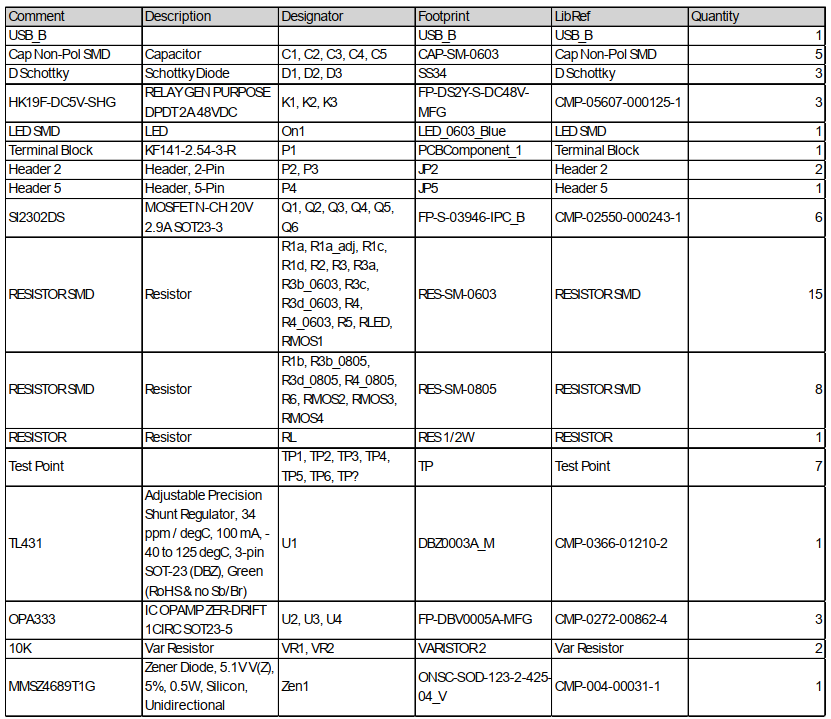 Comment Description Designator Footprint LibRef Quantity
USB_B USB_B USB_B 1
Cap Non-Pol SMD Capacitor C1, C2, C3, C4, C5 CAP-SM-0603 Cap Non-Pol SMD 5
D Schottky Schottky Diode D1, D2, D3 SS34 D Schottky 3
HK19F-DC5V-SHG RELAY GEN PURPOSE
DPDT 2A 48VDC K1, K2, K3 FP-DS2Y-S-DC48V-
MFG CMP-05607-000125-1 3
LED SMD LED On1 LED_0603_Blue LED SMD 1
Terminal Block KF141-2.54-3-R P1 PCBComponent_1 Terminal Block 1
Header 2 Header, 2-Pin P2, P3 JP2 Header 2 2
Header 5 Header, 5-Pin P4 JP5 Header 5 1
SI2302DS MOSFET N-CH 20V
2.9A SOT23-3 Q1, Q2, Q3, Q4, Q5,
Q6 FP-S-03946-IPC_B CMP-02550-000243-1 6
RESISTOR SMD Resistor R1a, R1a_adj, R1c,
R1d, R2, R3, R3a,
R3b_0603, R3c,
R3d_0603, R4,
R4_0603, R5, RLED,
RMOS1 RES-SM-0603 RESISTOR SMD 15
RESISTOR SMD Resistor R1b, R3b_0805,
R3d_0805, R4_0805,
R6, RMOS2, RMOS3,
RMOS4 RES-SM-0805 RESISTOR SMD 8
RESISTOR Resistor RL RES 1/2W RESISTOR 1
Test Point TP1, TP2, TP3, TP4,
TP5, TP6, TP? TP Test Point 7
TL431 Adjustable Precision
Shunt Regulator, 34
ppm / degC, 100 mA, -
40 to 125 degC, 3-pin
SOT-23 (DBZ), Green
(RoHS & no Sb/Br) U1 DBZ0003A_M CMP-0366-01210-2 1
OPA333 IC OPAMP ZER-DRIFT
1CIRC SOT23-5 U2, U3, U4 FP-DBV0005A-MFG CMP-0272-00862-4 3
10K Var Resistor VR1, VR2 VARISTOR2 Var Resistor 2
MMSZ4689T1G Zener Diode, 5.1V V(Z),
5%, 0.5W, Silicon,
Unidirectional Zen1 ONSC-SOD-123-2-425-
04_V CMP-004-00031-1 1